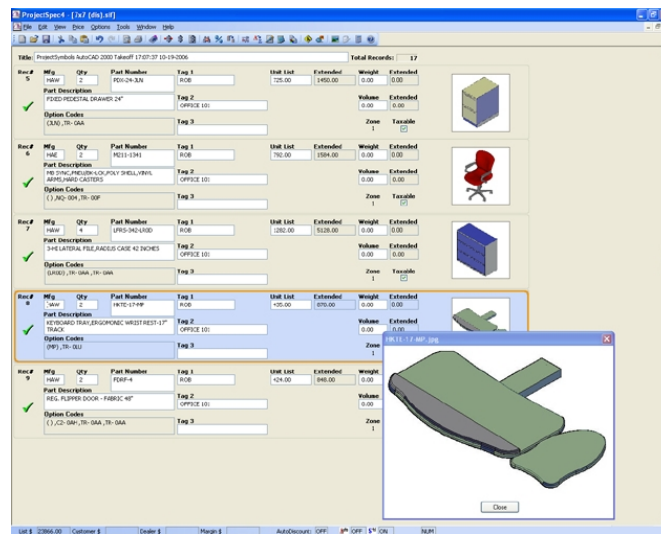 ProjectSpec4 - [7x7 (dls).sif]
File Edit View Price Options Tools Window Help
Title: ProjectSymbols AutoCAD 2000 Takeoff 17:07:37 10-19-2006 Total Records: 17
Rec# Mfg Qty Part Number Tag 1 Unit List Extended Weight Extended
5 HAW 2 PDX-24-JLN ROB 725.00 1450.00 0.00 0.00
Part Description Tag 2 Volume Extended
FIXED PEDESTAL DRAWER 24" OFFICE 101 0.00 0.00
Option Codes Tag 3 Zone Taxable
(JLN),TR-0AA 1
Rec# Mfg Qty Part Number Tag 1 Unit List Extended Weight Extended
6 HAE 2 M211-1341 ROB 792.00 1584.00 0.00 0.00
Part Description Tag 2 Volume Extended
MB SYNC,PNEU,BK-LCK,POLY SHELL,VINYL OFFICE 101 0.00 0.00
ARMS,HARD CASTERS
Option Codes Tag 3 Zone Taxable
( ),NQ-004,TR-00F 1
Rec# Mfg Qty Part Number Tag 1 Unit List Extended Weight Extended
7 HAW 4 LFRS-342-LR0D ROB 1282.00 5128.00 0.00 0.00
Part Description Tag 2 Volume Extended
3-HI LATERAL FILE,RADIUS CASE 42 INCHES OFFICE 101 0.00 0.00
Option Codes Tag 3 Zone Taxable
(LR0D),TR-0AA,TR-0AA 1
Rec# Mfg Qty Part Number Tag 1 Unit List Extended Weight Extended
8 HAW 2 HKTE-17-MP ROB 435.00 870.00 0.00 0.00
Part Description Tag 2 Volume Extended
KEYBOARD TRAY,ERGOMONIC WRIST REST-17" OFFICE 101 0.00
TRACK
Option Codes Tag 3 Zone
(MP),TR-0LU 1
HKTE-17-MP.jpg
Rec# Mfg Qty Part Number Tag 1 Unit List Extended Weight
9 HAW 2 FDRF-4 ROB 424.00 848.00 0.00
Part Description Tag 2 Volume
REG. FLIPPER DOOR - FABRIC 48" OFFICE 101 0.00
Option Codes Tag 3 Zone
( ),C2-0AH,TR-0AA,TR-0AA 1
Close
List $ 23866.00 Customer $ Dealer $ Margin $ AutoDiscount: OFF OFF ON NUM